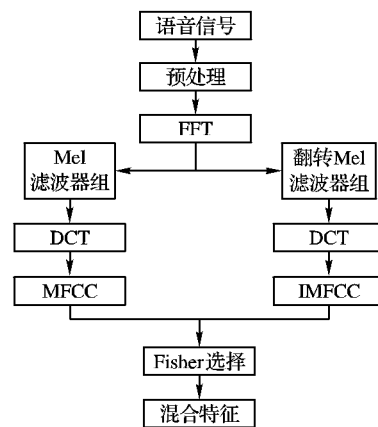 语音信号
预处理
FFT
Mel
滤波器组
翻转Mel
滤波器组
DCT
DCT
MFCC
IMFCC
Fisher选择
混合特征